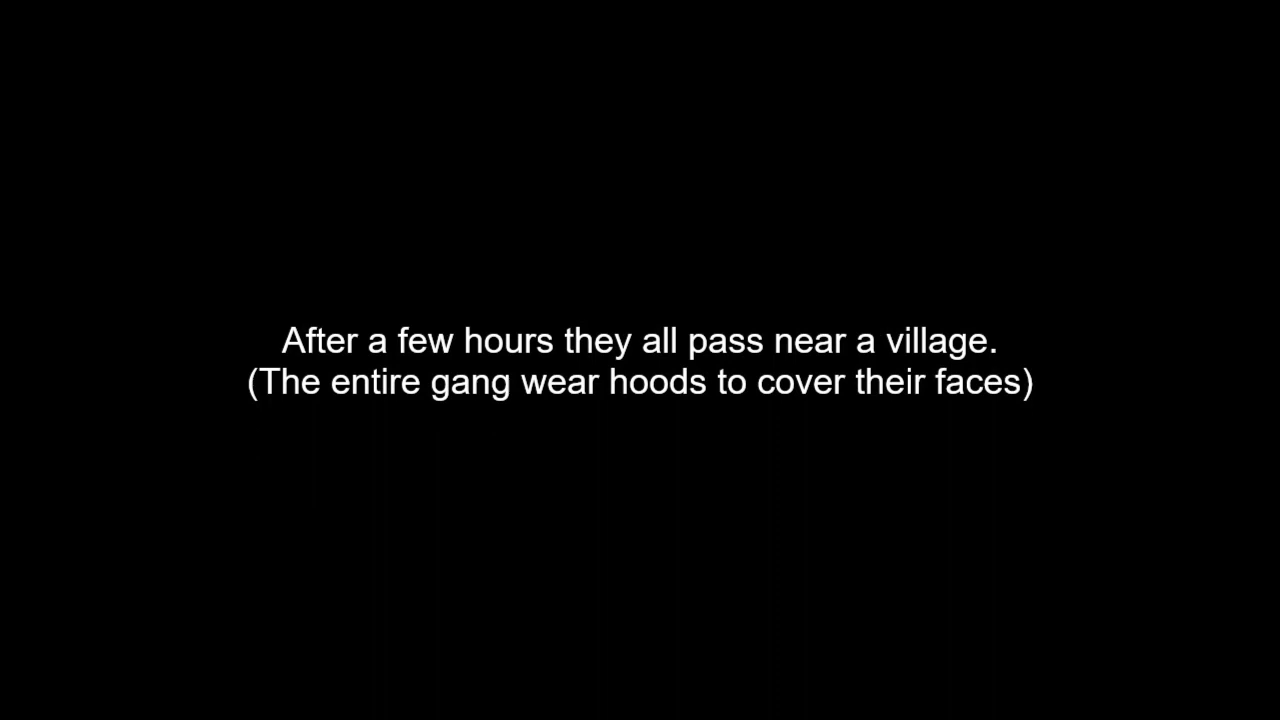 After a few hours they all pass near a village.
(The entire gang wear hoods to cover their faces)